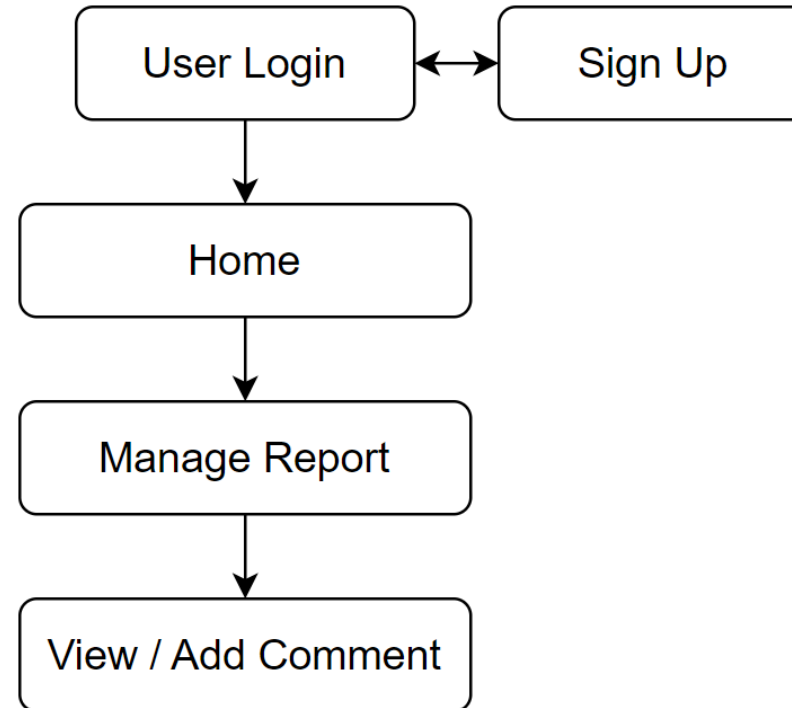 User Login
Sign Up
Home
Manage Report
View / Add Comment